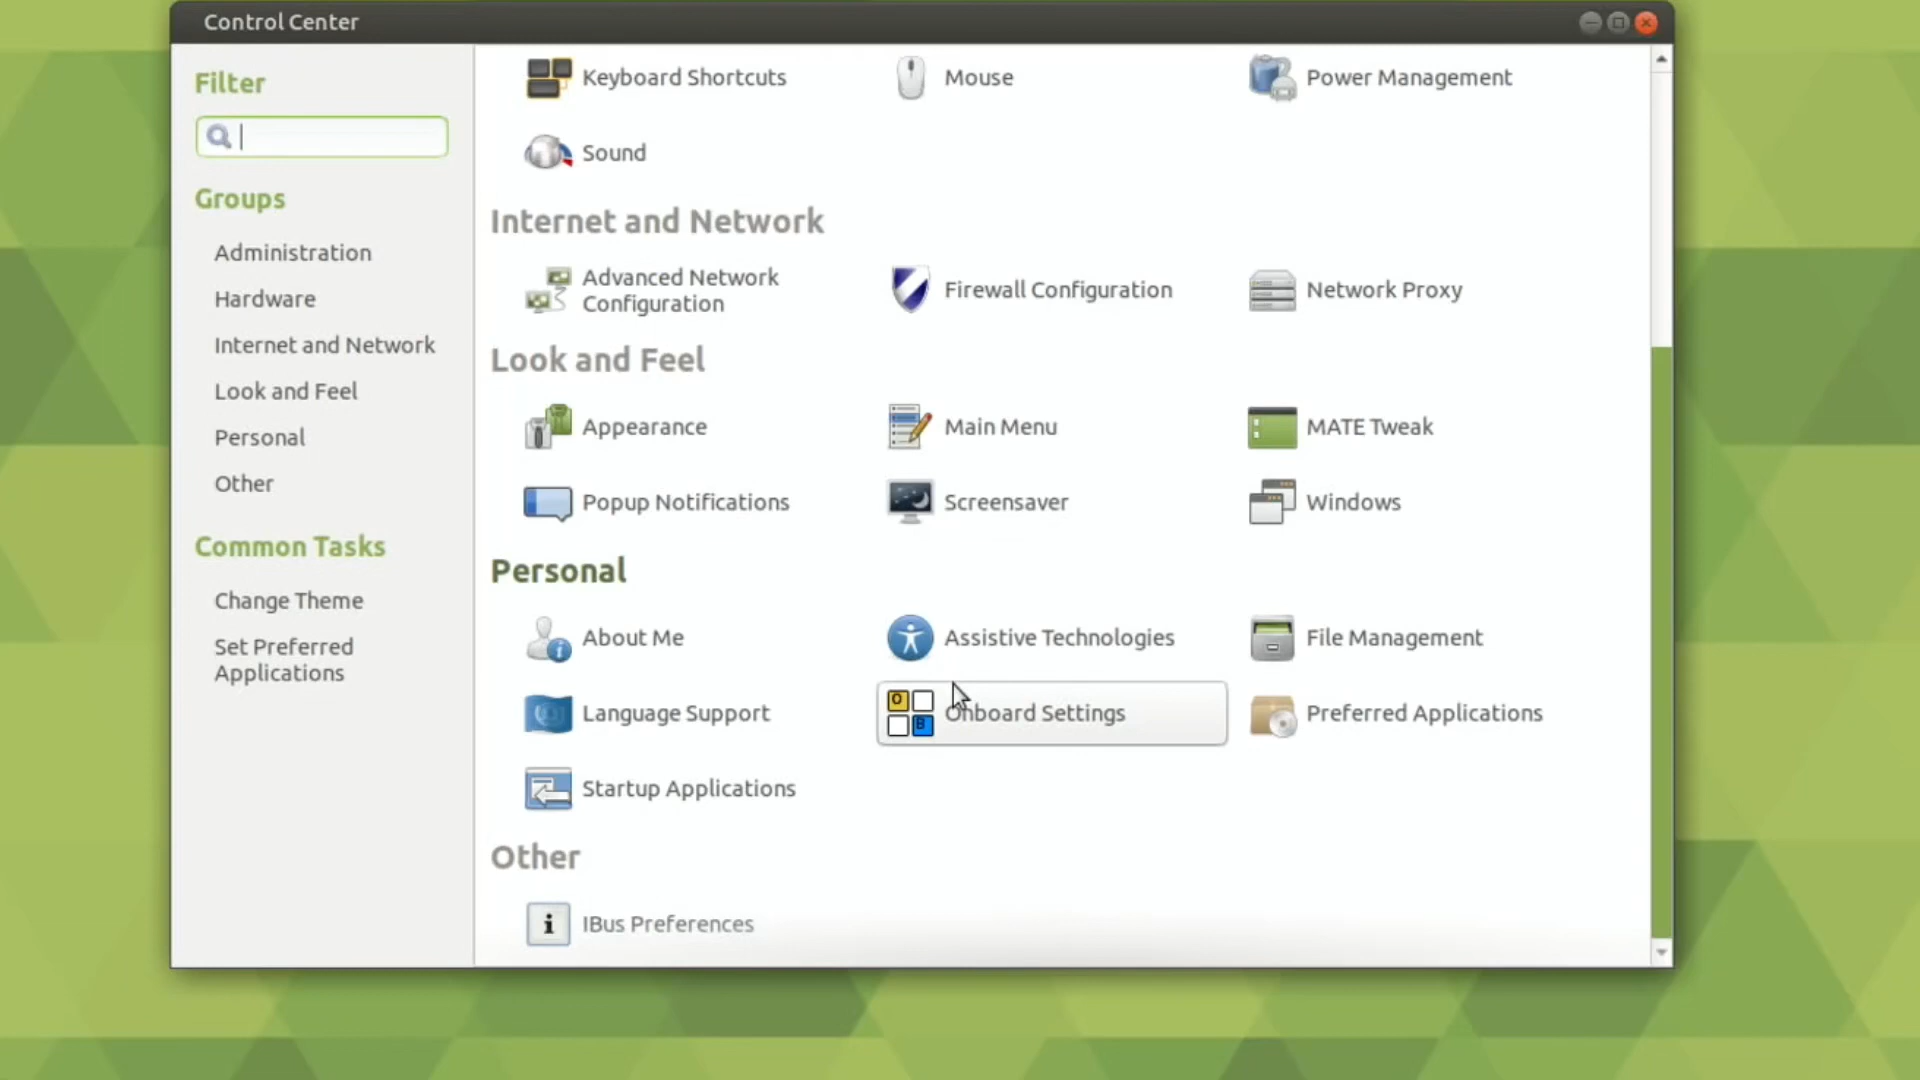 Control Center
Filter
Groups
Administration
Hardware
Internet and Network
Look and Feel
Personal
Other
Common Tasks
Change Theme
Set Preferred
Applications
Keyboard Shortcuts
Mouse
Power Management
Sound
Internet and Network
Advanced Network
Configuration
Firewall Configuration
Network Proxy
Look and Feel
Appearance
Main Menu
MATE Tweak
Popup Notifications
Screensaver
Windows
Personal
About Me
Assistive Technologies
File Management
Language Support
O
B
Onboard Settings
Preferred Applications
Startup Applications
Other
i
IBus Preferences